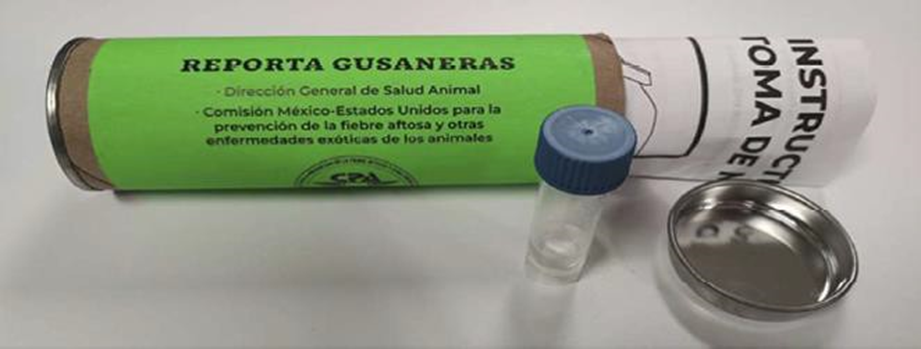 REPORTA GUSANERAS
· Dirección General de Salud Animal
· Comisión México-Estados Unidos para la
prevención de la fiebre aftosa y otras
enfermedades exóticas de los animales
CPA
INSTRUCT
TOMA DE